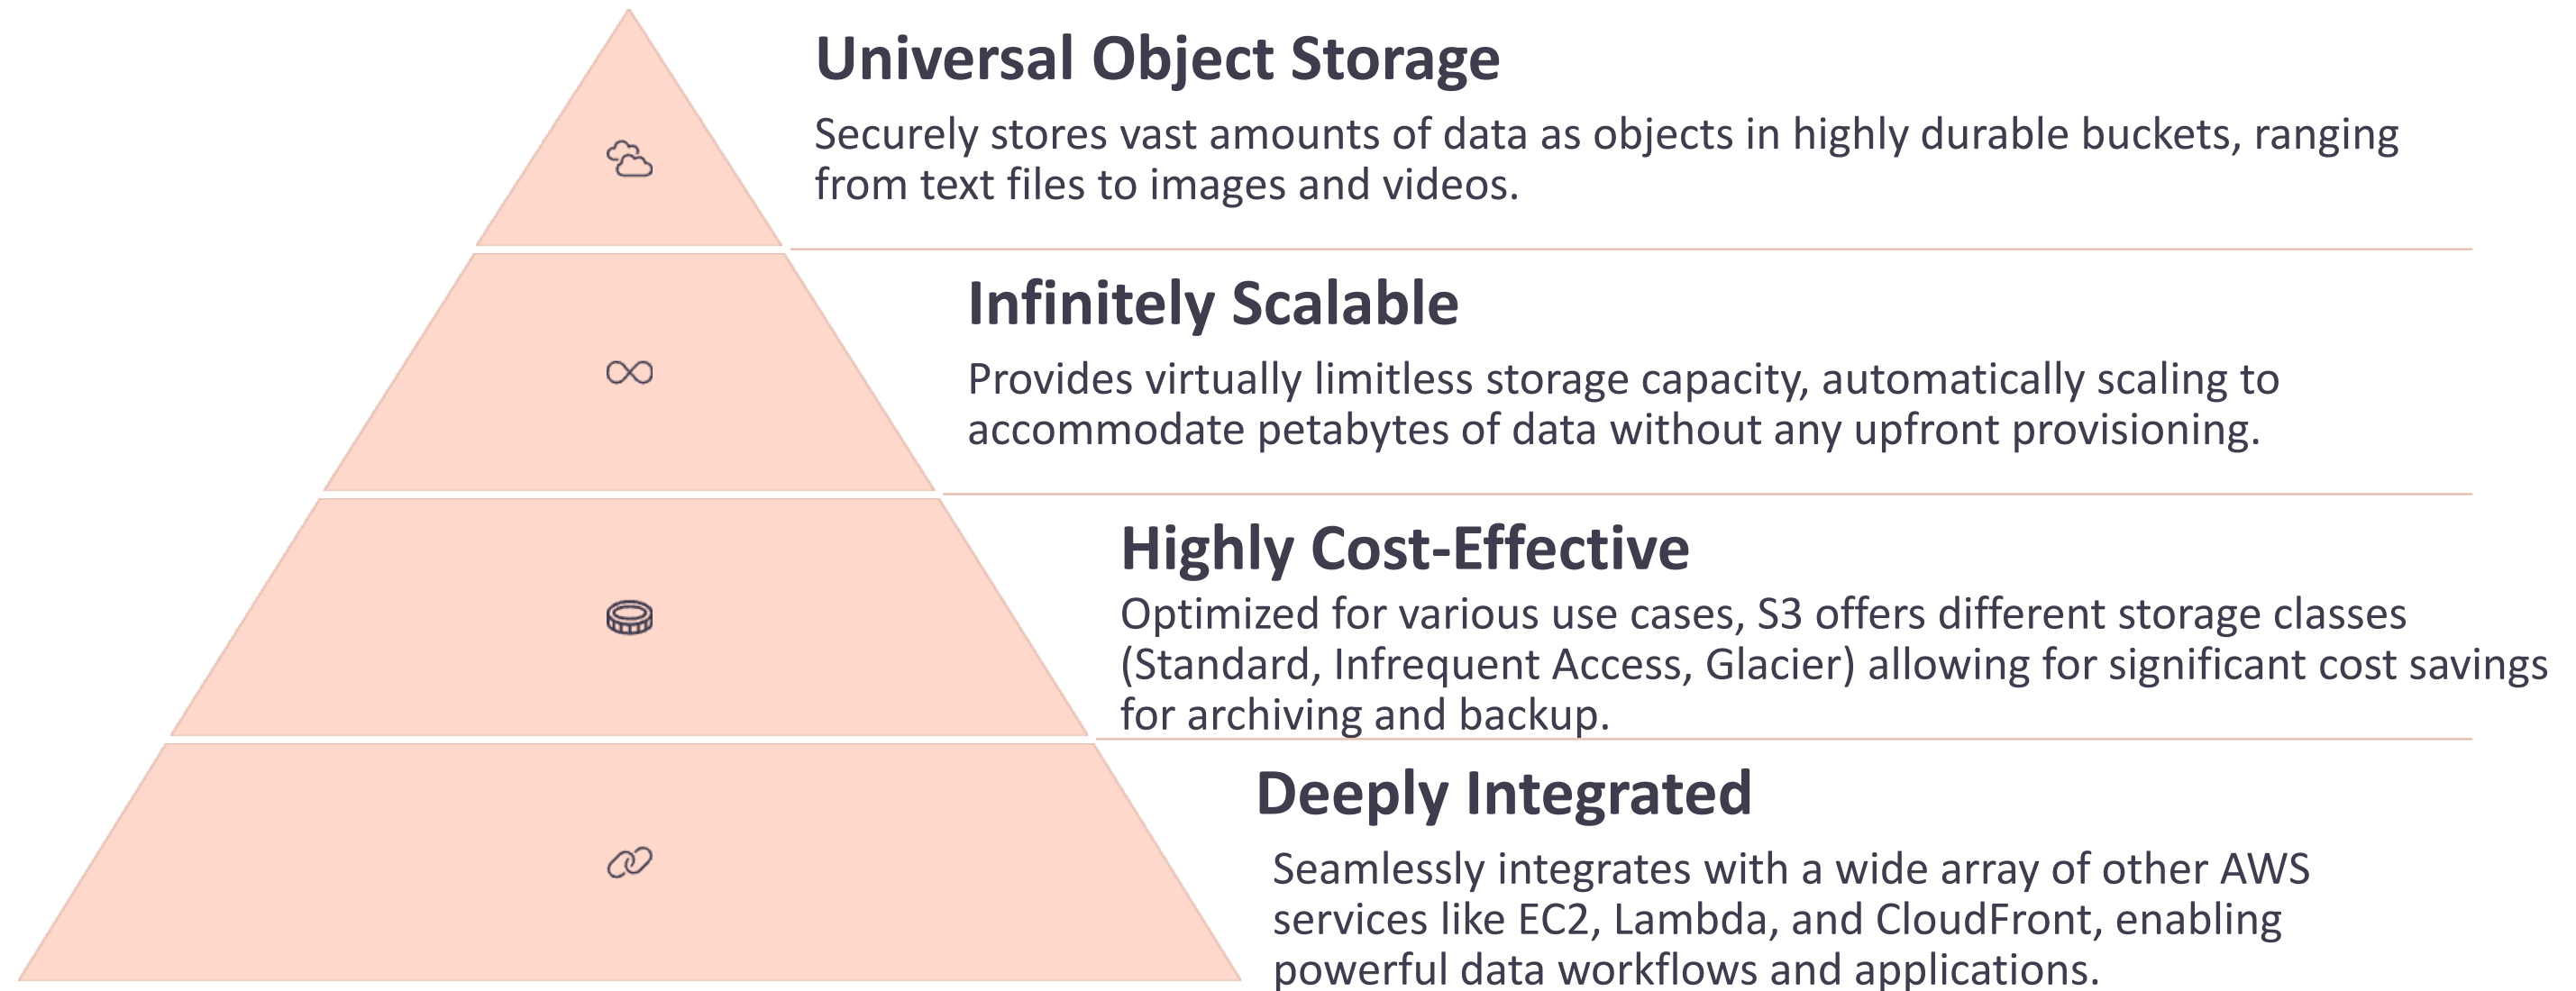 Universal Object Storage
Securely stores vast amounts of data as objects in highly durable buckets, ranging
from text files to images and videos.
Infinitely Scalable
Provides virtually limitless storage capacity, automatically scaling to
accommodate petabytes of data without any upfront provisioning.
Highly Cost-Effective
Optimized for various use cases, S3 offers different storage classes
(Standard, Infrequent Access, Glacier) allowing for significant cost savings
for archiving and backup.
Deeply Integrated
Seamlessly integrates with a wide array of other AWS
services like EC2, Lambda, and CloudFront, enabling
powerful data workflows and applications.